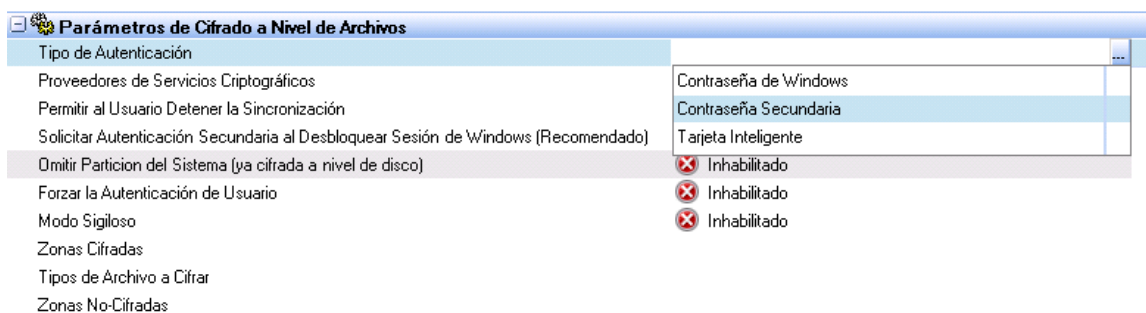 Parámetros de Cifrado a Nivel de Archivos
Tipo de Autenticación ...
Proveedores de Servicios Criptográficos Contraseña de Windows
Permitir al Usuario Detener la Sincronización Contraseña Secundaria
Solicitar Autenticación Secundaria al Desbloquear Sesión de Windows (Recomendado) Tarjeta Inteligente
Omitir Particion del Sistema (ya cifrada a nivel de disco) Inhabilitado
Forzar la Autenticación de Usuario Inhabilitado
Modo Sigiloso Inhabilitado
Zonas Cifradas
Tipos de Archivo a Cifrar
Zonas No-Cifradas